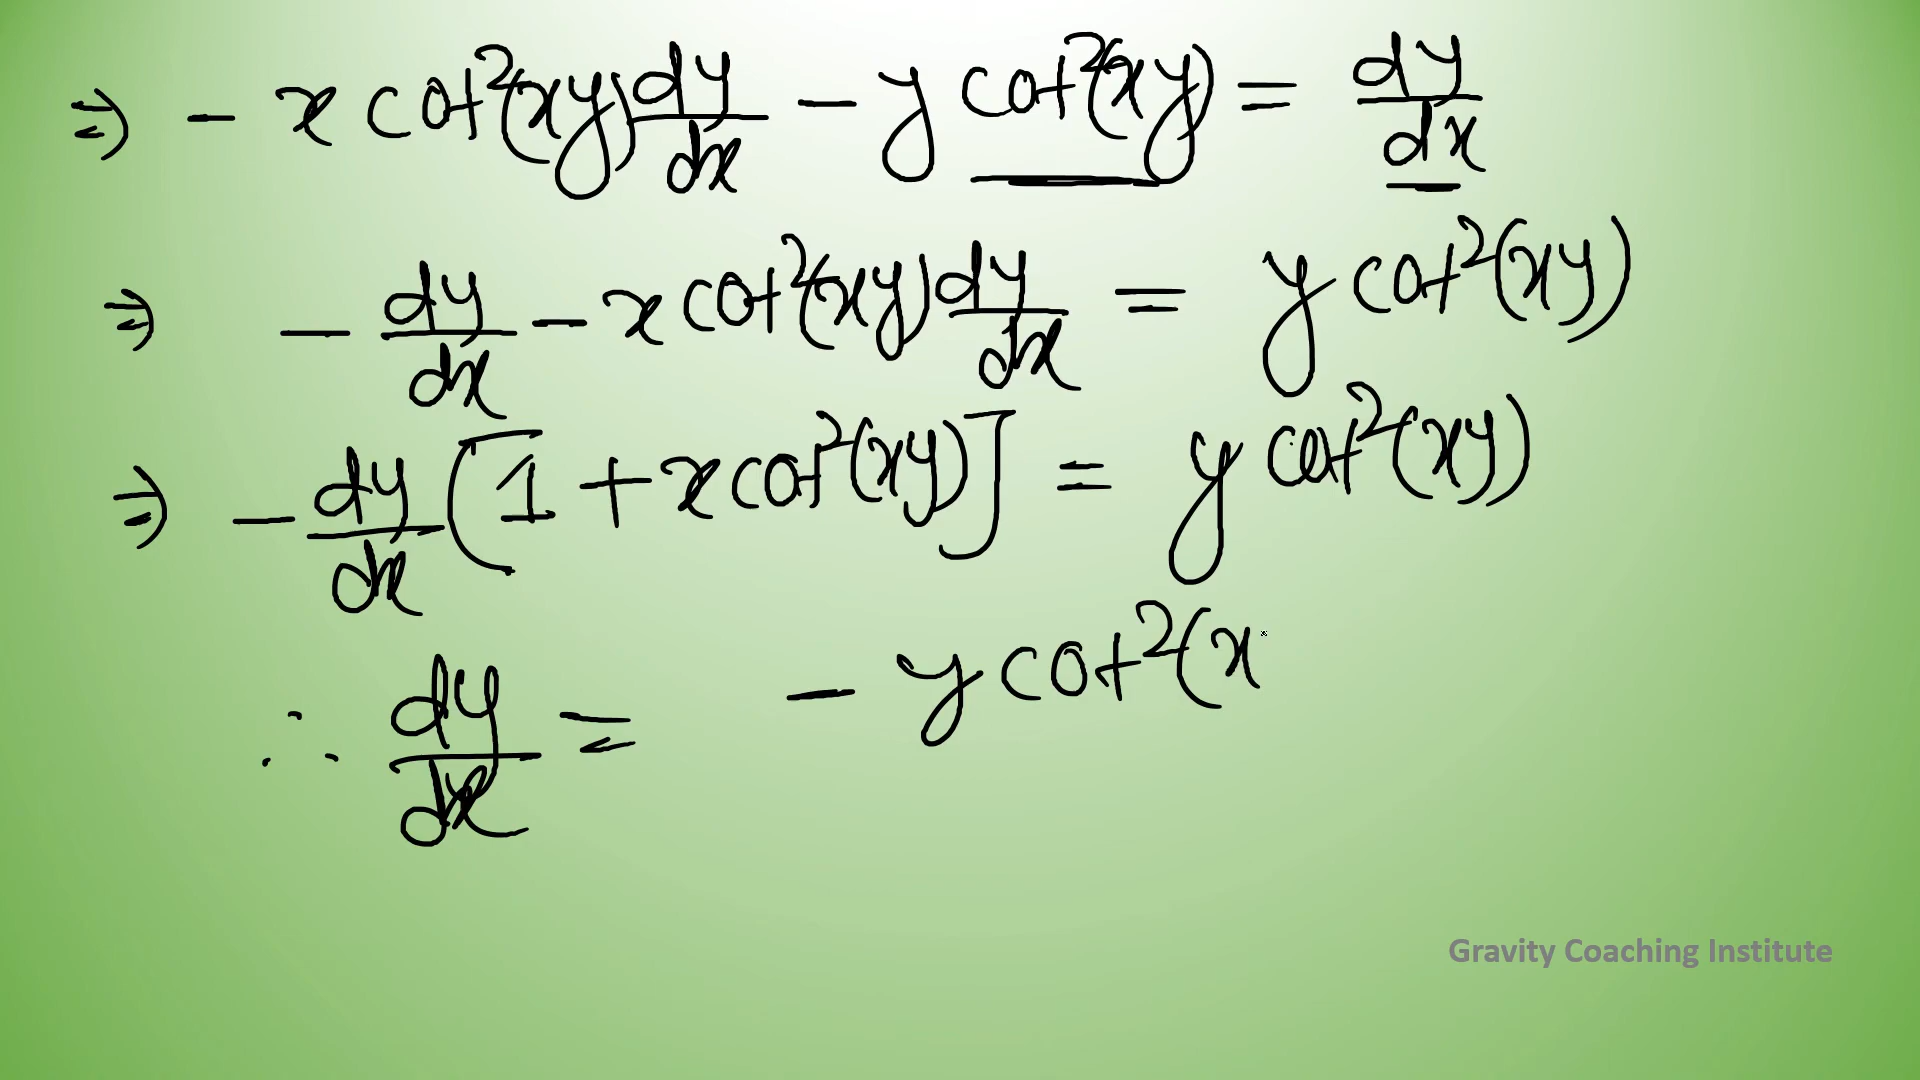 ⇒ - x cot²(xy) dy/dx - y cot²(xy) = dy/dx
⇒ - dy/dx - x cot²(xy) dy/dx = y cot²(xy)
⇒ - dy/dx [1 + x cot²(xy)] = y cot²(xy)
∴ dy/dx = - y cot²(x
Gravity Coaching Institute